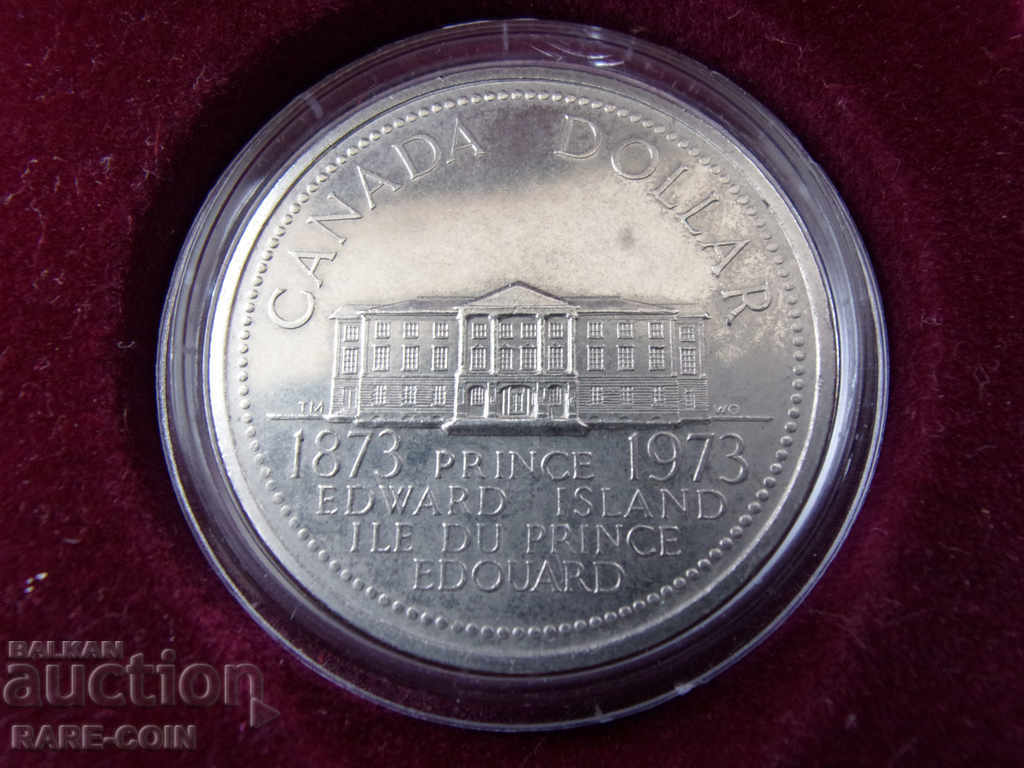 CANADA DOLLAR
TM WO
1873 PRINCE 1973
EDWARD ISLAND
ILE DU PRINCE
EDOUARD
BALKAN
auction
RARE-COIN